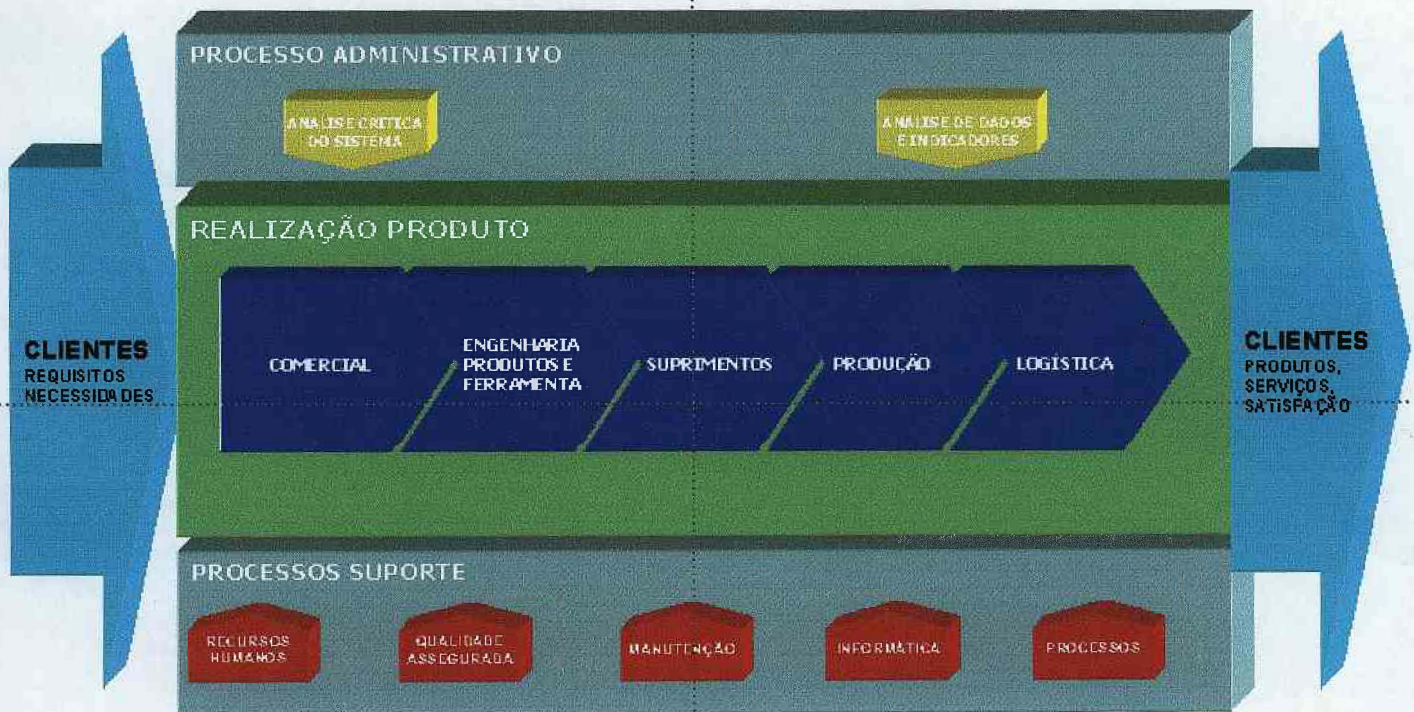 PROCESSO ADMINISTRATIVO
ANALISE CRITICA
DO SISTEMA
ANALISE DE DADOS
E INDICADORES
REALIZAÇÃO PRODUTO
CLIENTES
REQUISITOS
NECESSIDADES
COMERCIAL
ENGENHARIA
PRODUTOS E
FERRAMENTA
SUPRIMENTOS
PRODUÇÃO
LOGÍSTICA
CLIENTES
PRODUTOS,
SERVIÇOS,
SATISFAÇÃO
PROCESSOS SUPORTE
RECURSOS
HUMANOS
QUALIDADE
ASSEGURADA
MANUTENÇÃO
INFORMÁTICA
PROCESSOS